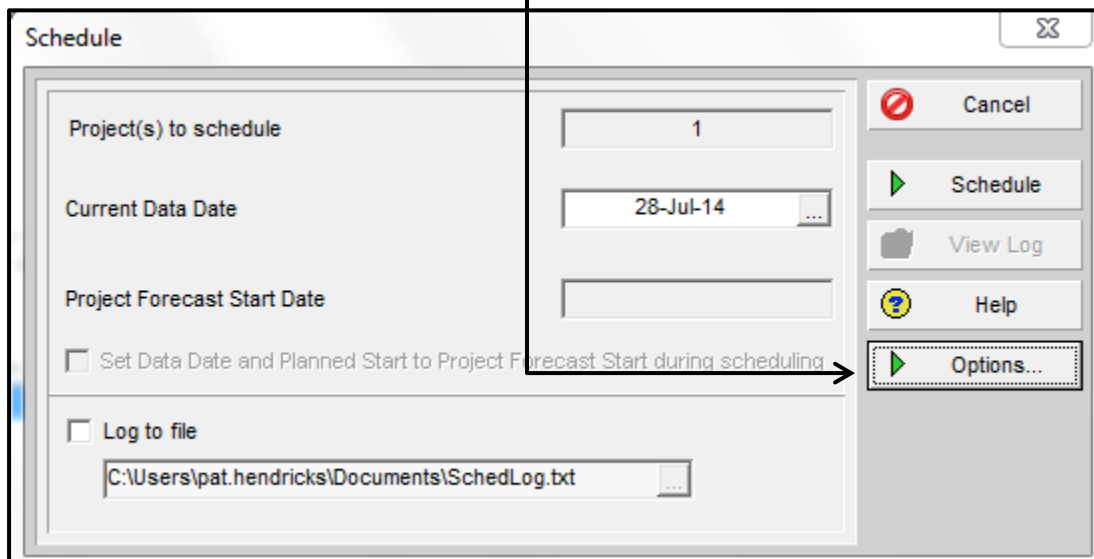 Schedule
Project(s) to schedule
1
Current Data Date
28-Jul-14
...
Project Forecast Start Date
Set Data Date and Planned Start to Project Forecast Start during scheduling
Log to file
C:\Users\pat.hendricks\Documents\SchedLog.txt
...
Cancel
Schedule
View Log
Help
Options...